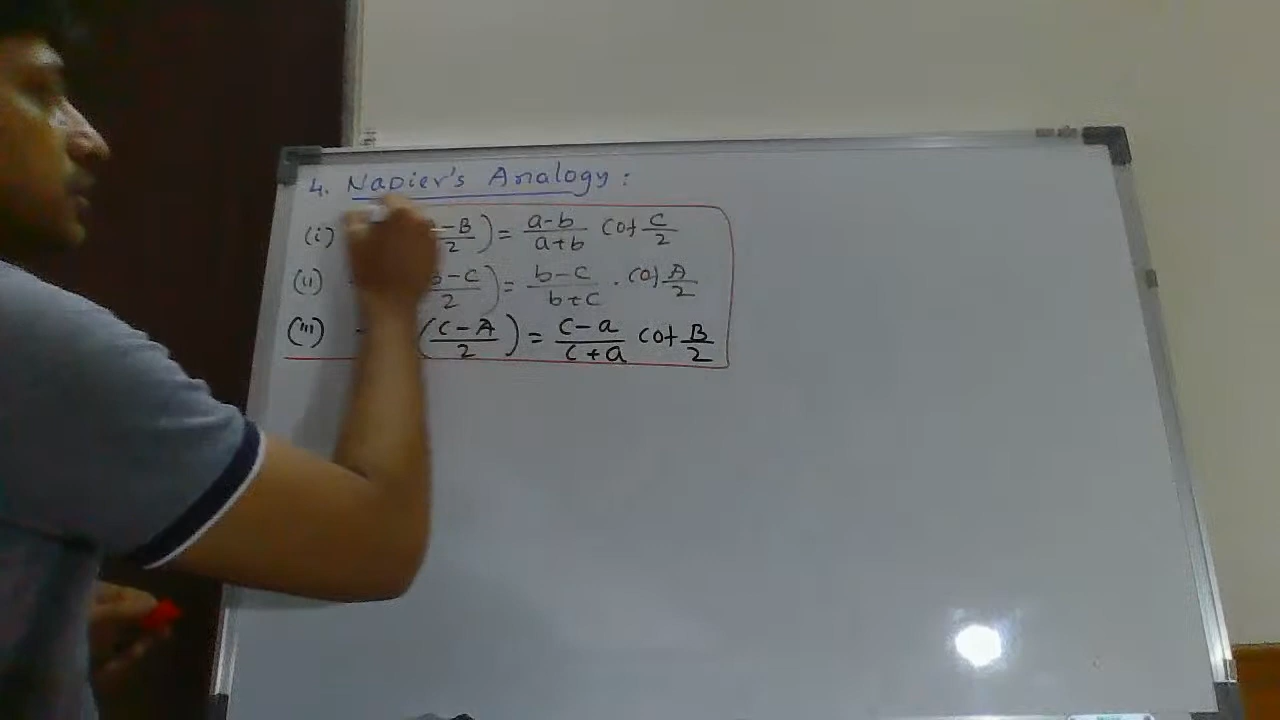 4. Napier's Analogy :
(i) -B/2) = a-b/a+b cot C/2
(ii) b-c/2) = b-c/b+c . cot A/2
(iii) (C-A/2) = c-a/c+a cot B/2